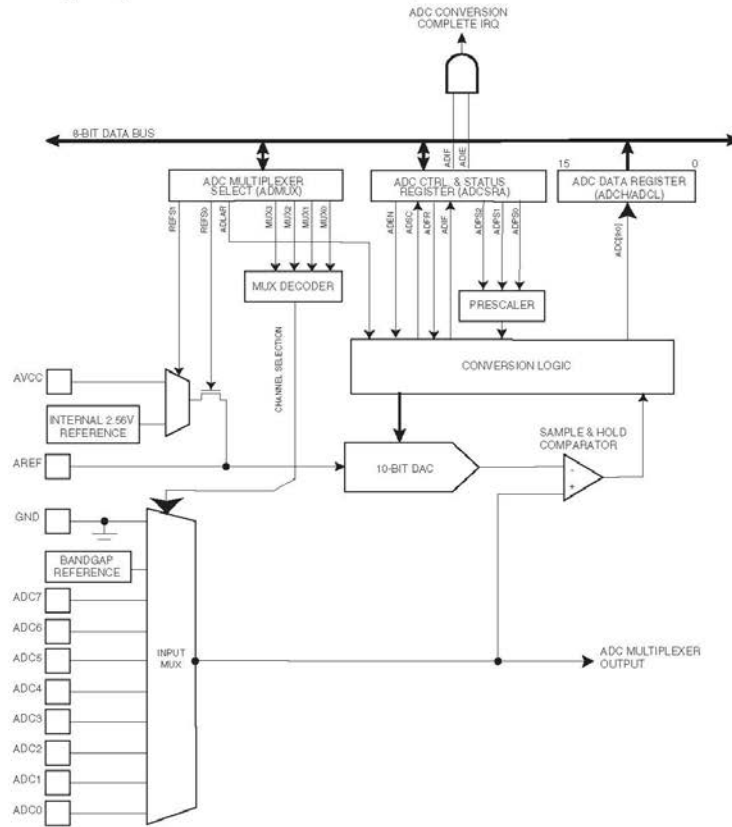 ADC CONVERSION
COMPLETE IRQ
8-BIT DATA BUS
ADIF
ADIE
15
0
ADC MULTIPLEXER
SELECT (ADMUX)
ADC CTRL. & STATUS
REGISTER (ADCSRA)
ADC DATA REGISTER
(ADCH/ADCL)
REFS1
REFS0
ADLAR
MUX3
MUX2
MUX1
MUX0
ADEN
ADSC
ADFR
ADIF
ADPS2
ADPS1
ADPS0
ADC[9:0]
MUX DECODER
PRESCALER
CHANNEL SELECTION
CONVERSION LOGIC
AVCC
INTERNAL 2.56V
REFERENCE
SAMPLE & HOLD
COMPARATOR
AREF
10-BIT DAC
-
+
GND
BANDGAP
REFERENCE
ADC7
ADC6
ADC5
INPUT
MUX
ADC MULTIPLEXER
OUTPUT
ADC4
ADC3
ADC2
ADC1
ADC0